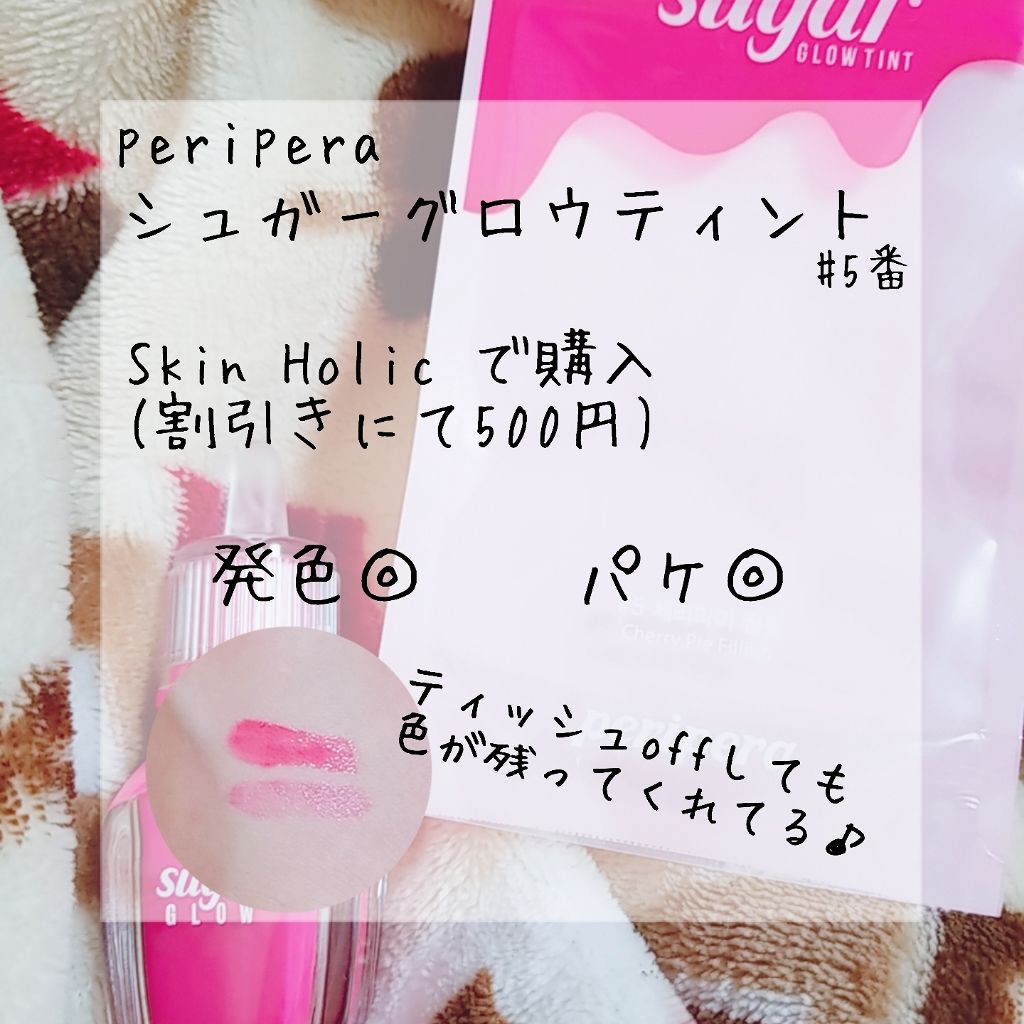 sugar
GLOW TINT
peripera
シュガーグロウティント
#5番
Skin Holic で購入
(割引きにて500円)
発色◎ パケ◎
Cherry Pie Filling
peripera
ティッシュoffしても
色が残ってくれてる♪
GLOW